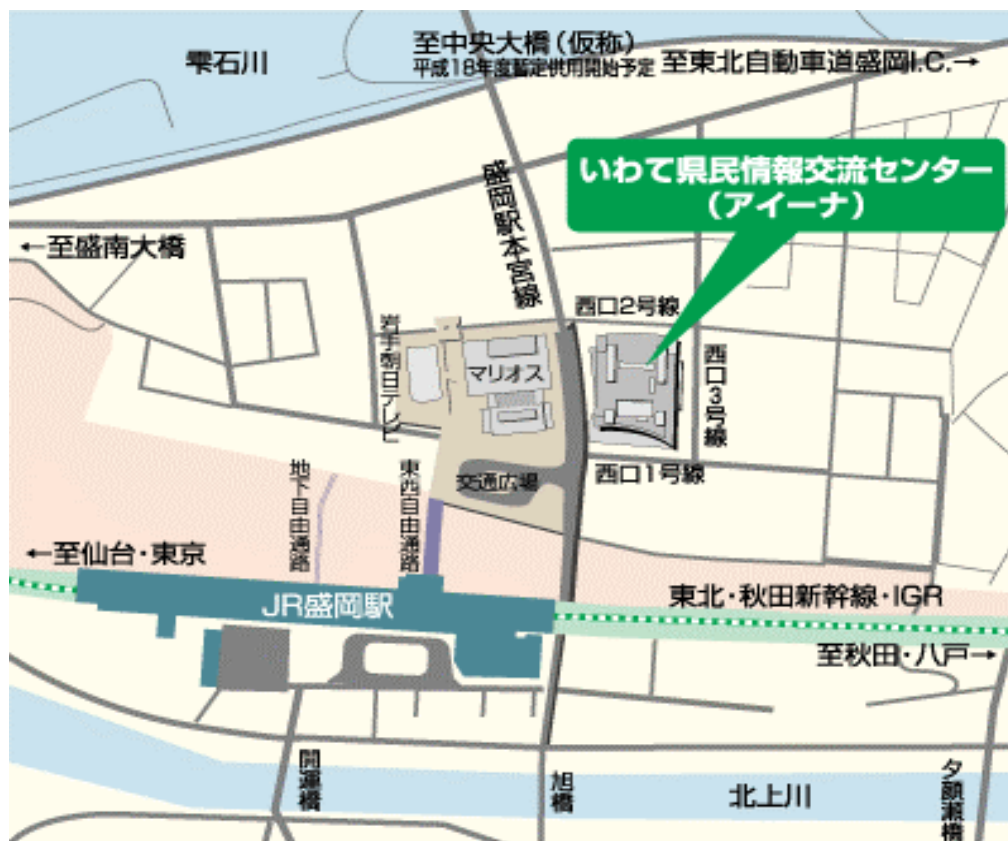 雫石川
至中央大橋(仮称)
平成18年度暫定供用開始予定
至東北自動車道盛岡I.C.→
いわて県民情報交流センター
(アイーナ)
盛岡駅本宮線
←至盛南大橋
西口2号線
岩手朝日テレビ
マリオス
西口3号線
西口1号線
交通広場
地下自由通路
東西自由通路
←至仙台・東京
JR盛岡駅
東北・秋田新幹線・IGR
至秋田・八戸→
開運橋
旭橋
北上川
夕顔瀬橋